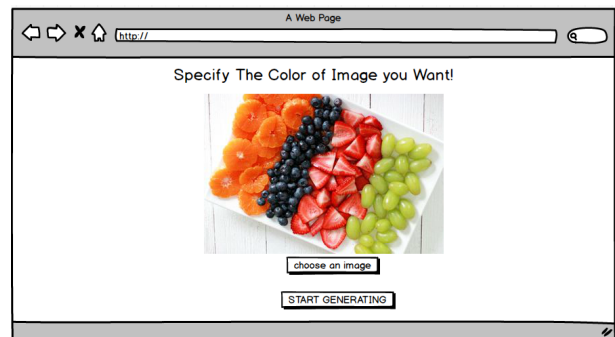 A Web Page
http://
Specify The Color of Image you Want!
choose an image
START GENERATING